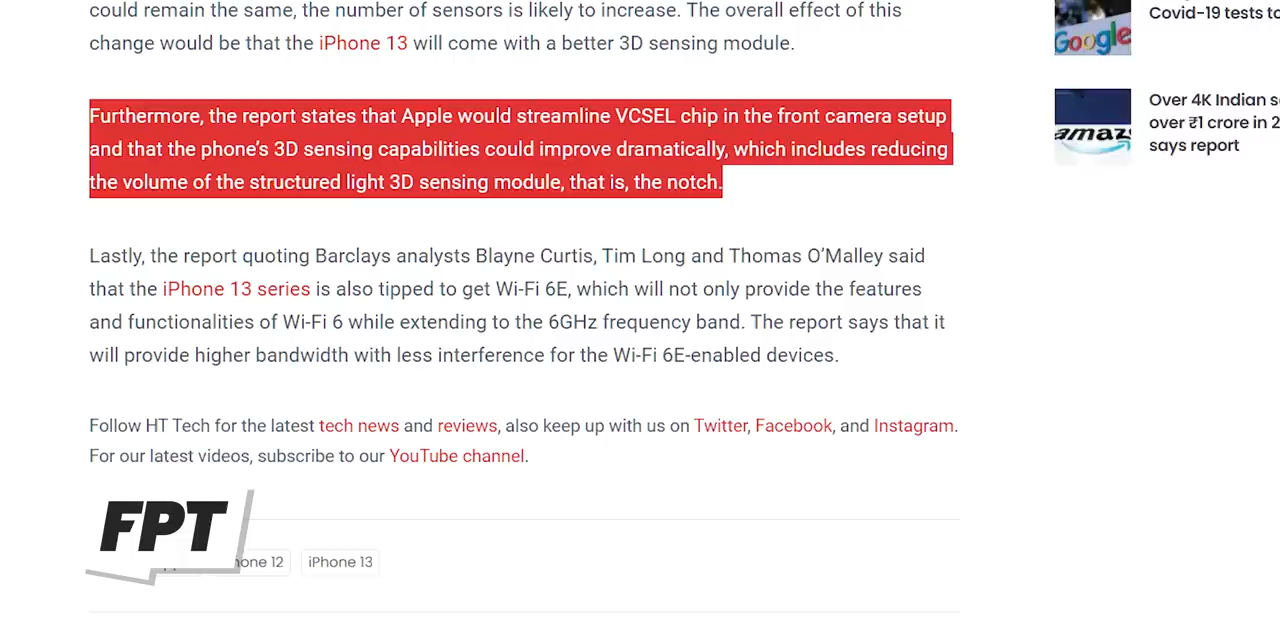 could remain the same, the number of sensors is likely to increase. The overall effect of this
change would be that the iPhone 13 will come with a better 3D sensing module.
Furthermore, the report states that Apple would streamline VCSEL chip in the front camera setup
and that the phone’s 3D sensing capabilities could improve dramatically, which includes reducing
the volume of the structured light 3D sensing module, that is, the notch.
Lastly, the report quoting Barclays analysts Blayne Curtis, Tim Long and Thomas O’Malley said
that the iPhone 13 series is also tipped to get Wi-Fi 6E, which will not only provide the features
and functionalities of Wi-Fi 6 while extending to the 6GHz frequency band. The report says that it
will provide higher bandwidth with less interference for the Wi-Fi 6E-enabled devices.
Follow HT Tech for the latest tech news and reviews, also keep up with us on Twitter, Facebook, and Instagram.
For our latest videos, subscribe to our YouTube channel.
FPT
12 iPhone 13
Google
Covid-19 tests
Over 4K Indian
over ₹1 crore in
says report